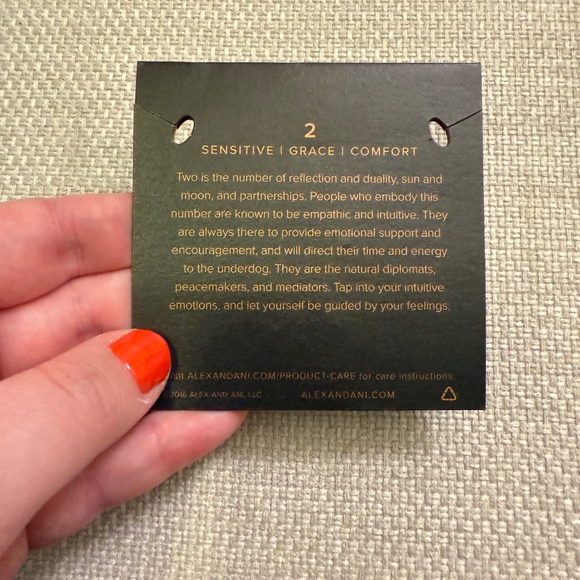 2
SENSITIVE | GRACE | COMFORT
Two is the number of reflection and duality, sun and
moon, and partnerships. People who embody this
number are known to be empathic and intuitive. They
are always there to provide emotional support and
encouragement, and will direct their time and energy
to the underdog. They are the natural diplomats,
peacemakers, and mediators. Tap into your intuitive
emotions, and let yourself be guided by your feelings.
ALEXANDANI.COM/PRODUCT-CARE for care instructions.
2016 ALEX AND ANI, LLC ALEXANDANI.COM